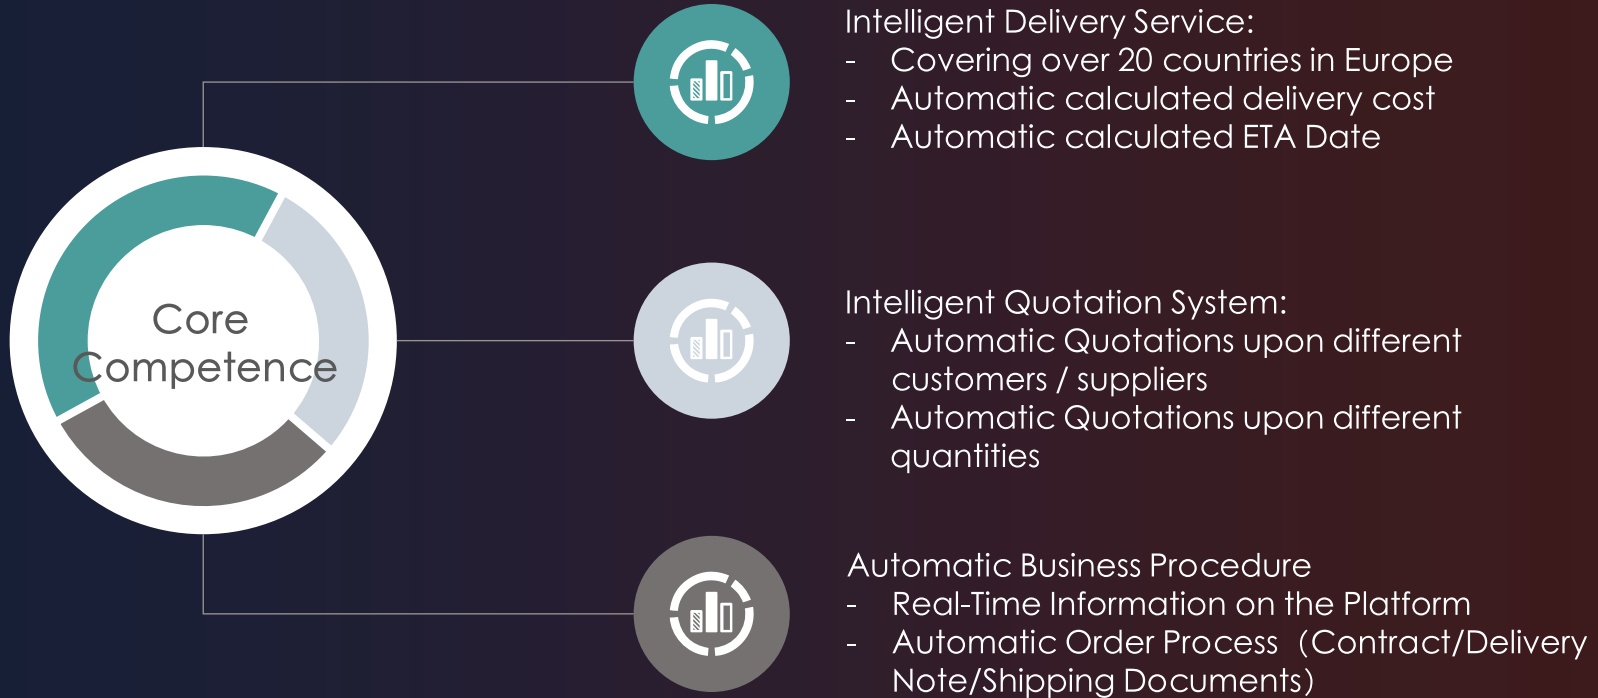 Core
Competence
Intelligent Delivery Service:
- Covering over 20 countries in Europe
- Automatic calculated delivery cost
- Automatic calculated ETA Date
Intelligent Quotation System:
- Automatic Quotations upon different
customers / suppliers
- Automatic Quotations upon different
quantities
Automatic Business Procedure
- Real-Time Information on the Platform
- Automatic Order Process（Contract/Delivery
Note/Shipping Documents）